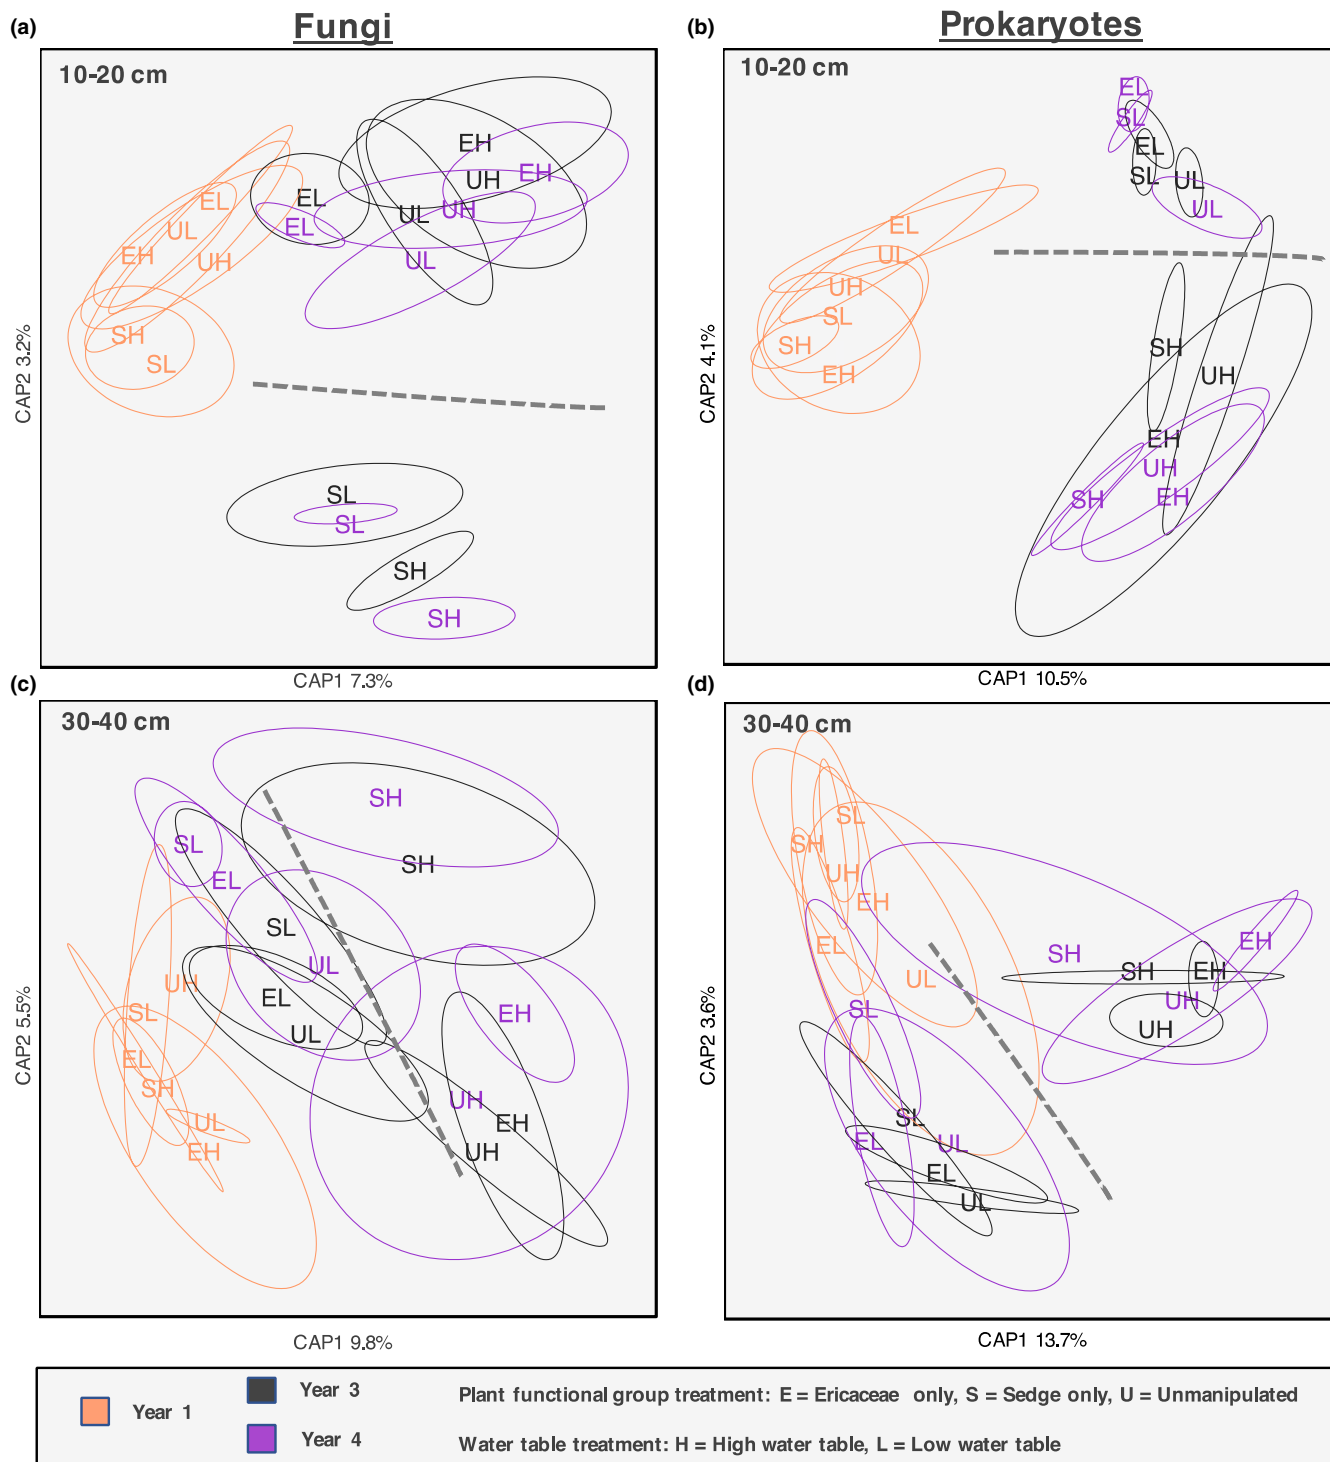 (a)
Fungi
10-20 cm
EH
EH
UH
EL
EL
EL
UL
UH
UL
EH
UH
UL
SH
SL
CAP2 3.2%
SL
SL
SH
SH
CAP1 7.3%
(b)
Prokaryotes
10-20 cm
EL
SL
EL
SL
UL
UL
EL
UL
UH
SL
SH
EH
CAP2 4.1%
SH
UH
EH
UH
SH
EH
CAP1 10.5%
(c)
30-40 cm
SH
SL
SH
EL
SL
UL
UH
EL
SL
UL
EH
EL
SH
UH
UL
EH
EH
UH
CAP2 5.5%
CAP1 9.8%
(d)
30-40 cm
SL
SH
UH
EH
EL
UL
SH
EH
SH
EH
UH
UH
SL
SL
EL
UL
EL
UL
CAP2 3.6%
CAP1 13.7%
Year 1
Year 3
Year 4
Plant functional group treatment: E = Ericaceae only, S = Sedge only, U = Unmanipulated
Water table treatment: H = High water table, L = Low water table